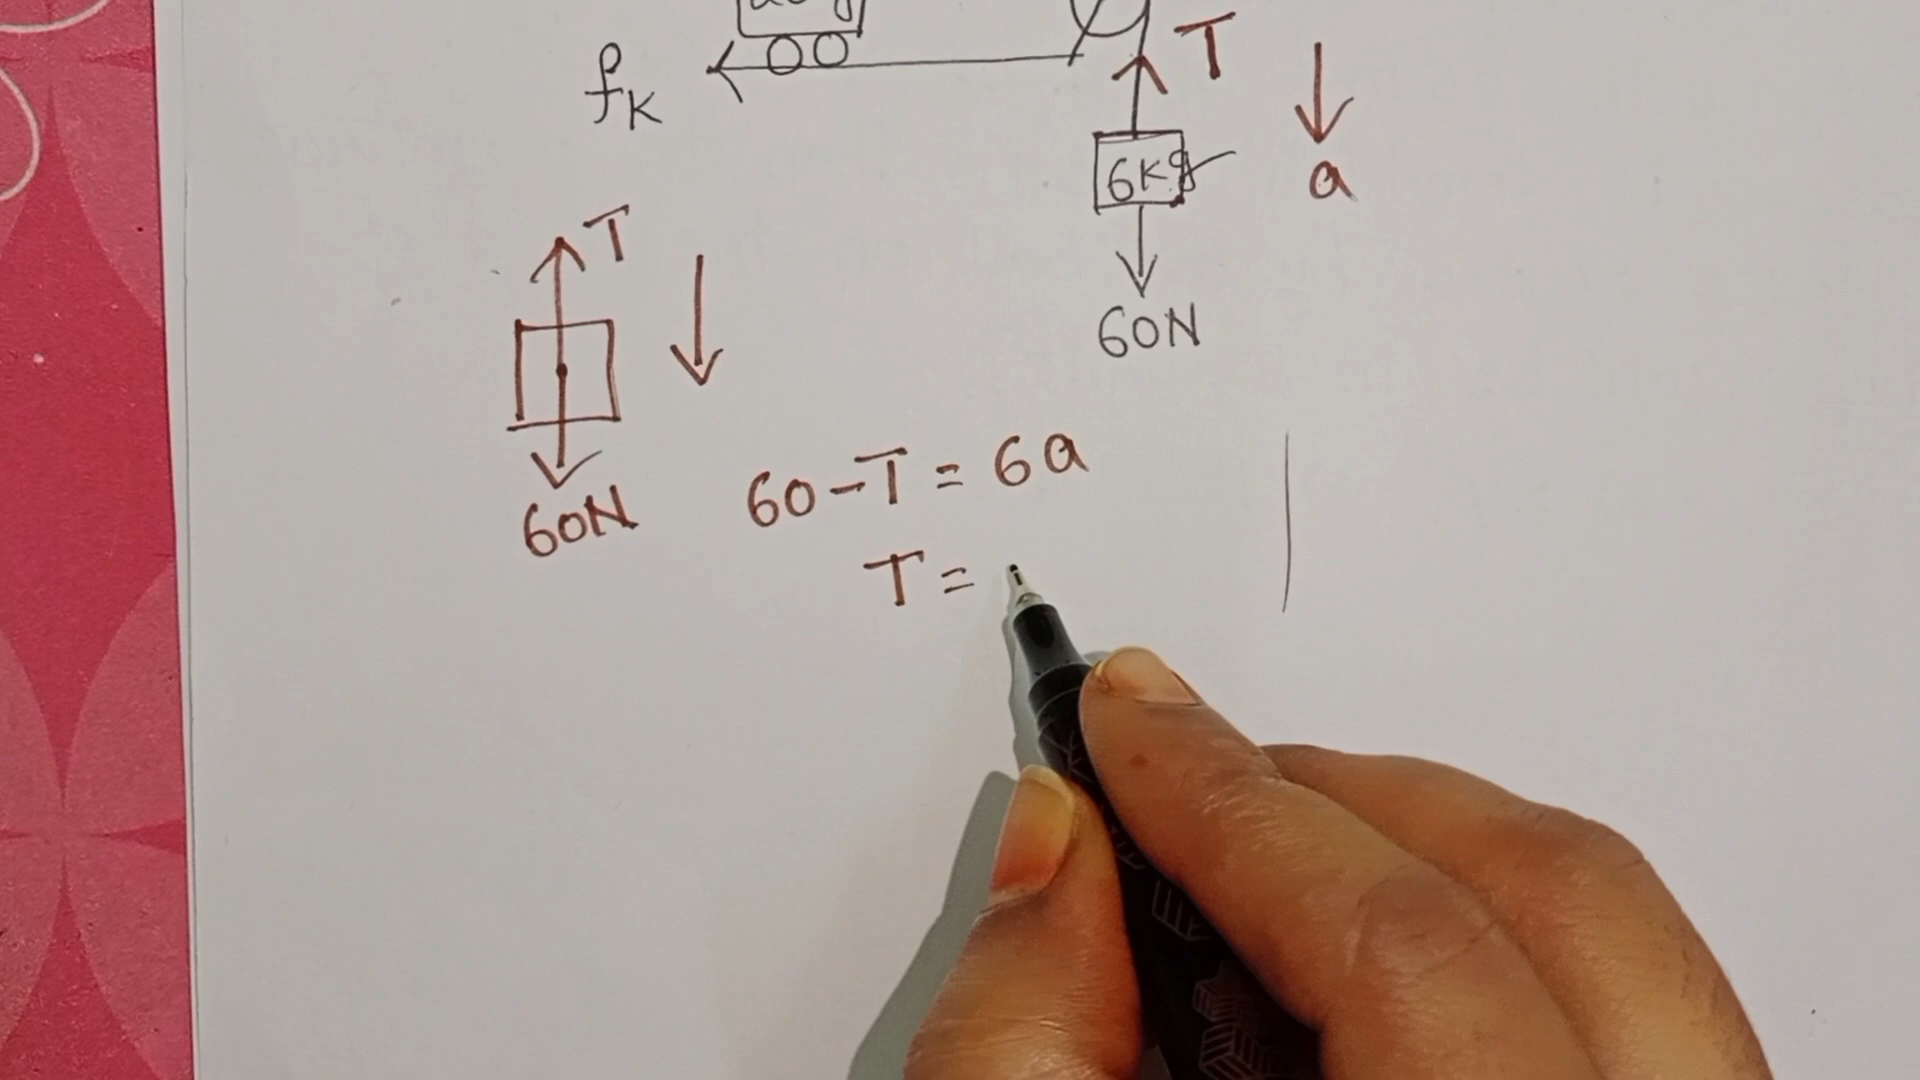 T
fK
6Kg
a
T
60N
60N
60-T = 6a
T =